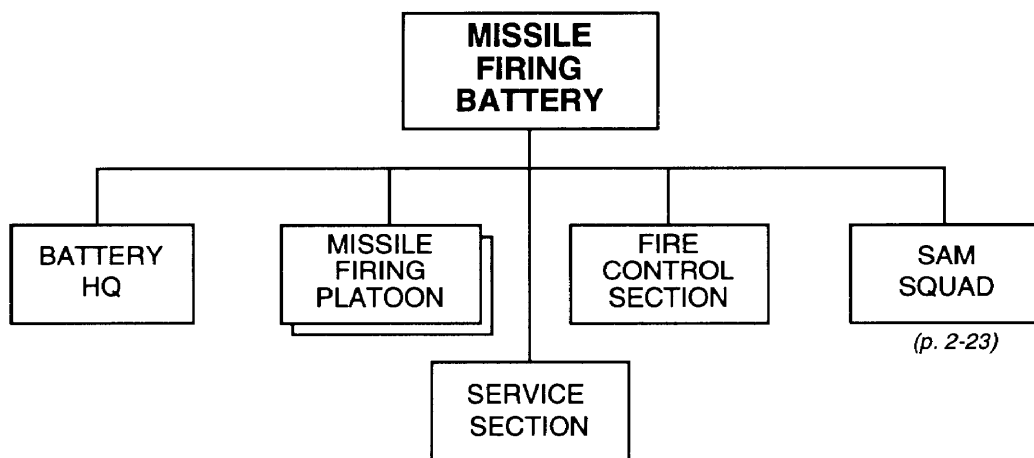 MISSILE
FIRING
BATTERY
BATTERY
HQ
MISSILE
FIRING
PLATOON
FIRE
CONTROL
SECTION
SAM
SQUAD
(p. 2-23)
SERVICE
SECTION